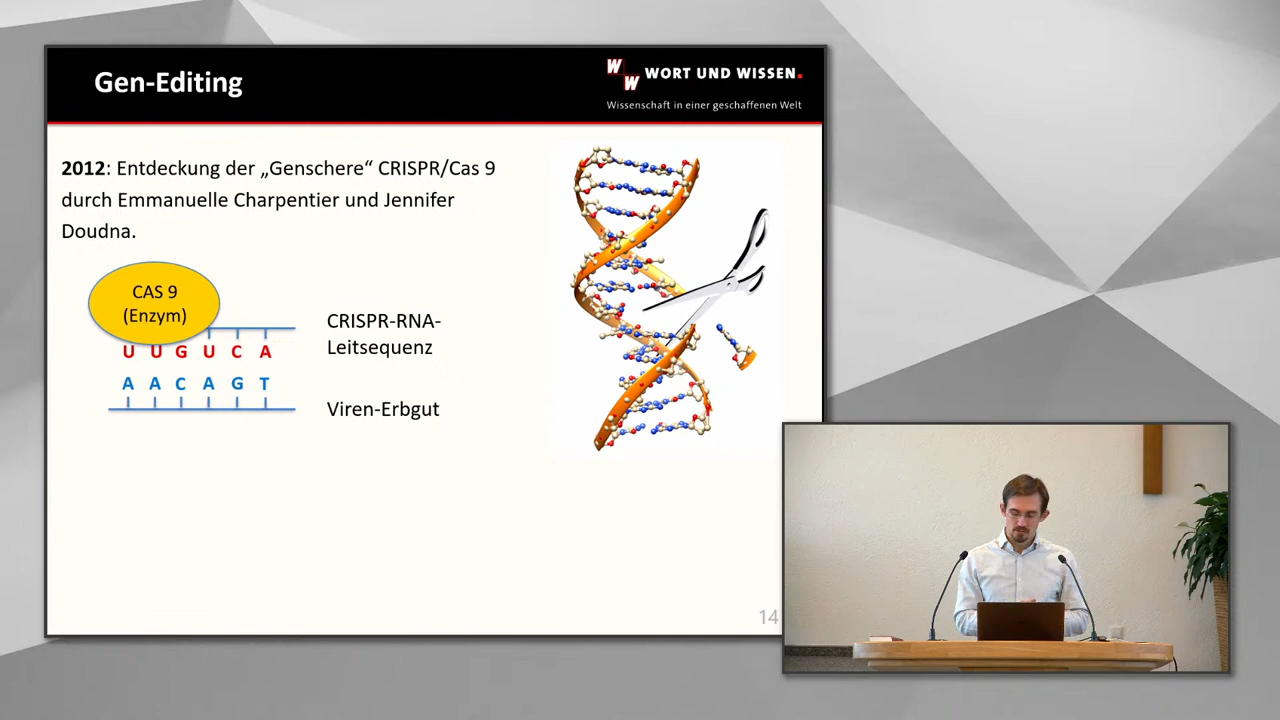 Gen-Editing
W
W
WORT UND WISSEN.
Wissenschaft in einer geschaffenen Welt
2012: Entdeckung der „Genschere“ CRISPR/Cas 9
durch Emmanuelle Charpentier und Jennifer
Doudna.
CAS 9
(Enzym)
U U G U C A
CRISPR-RNA-
Leitsequenz
A A C A G T
Viren-Erbgut
14